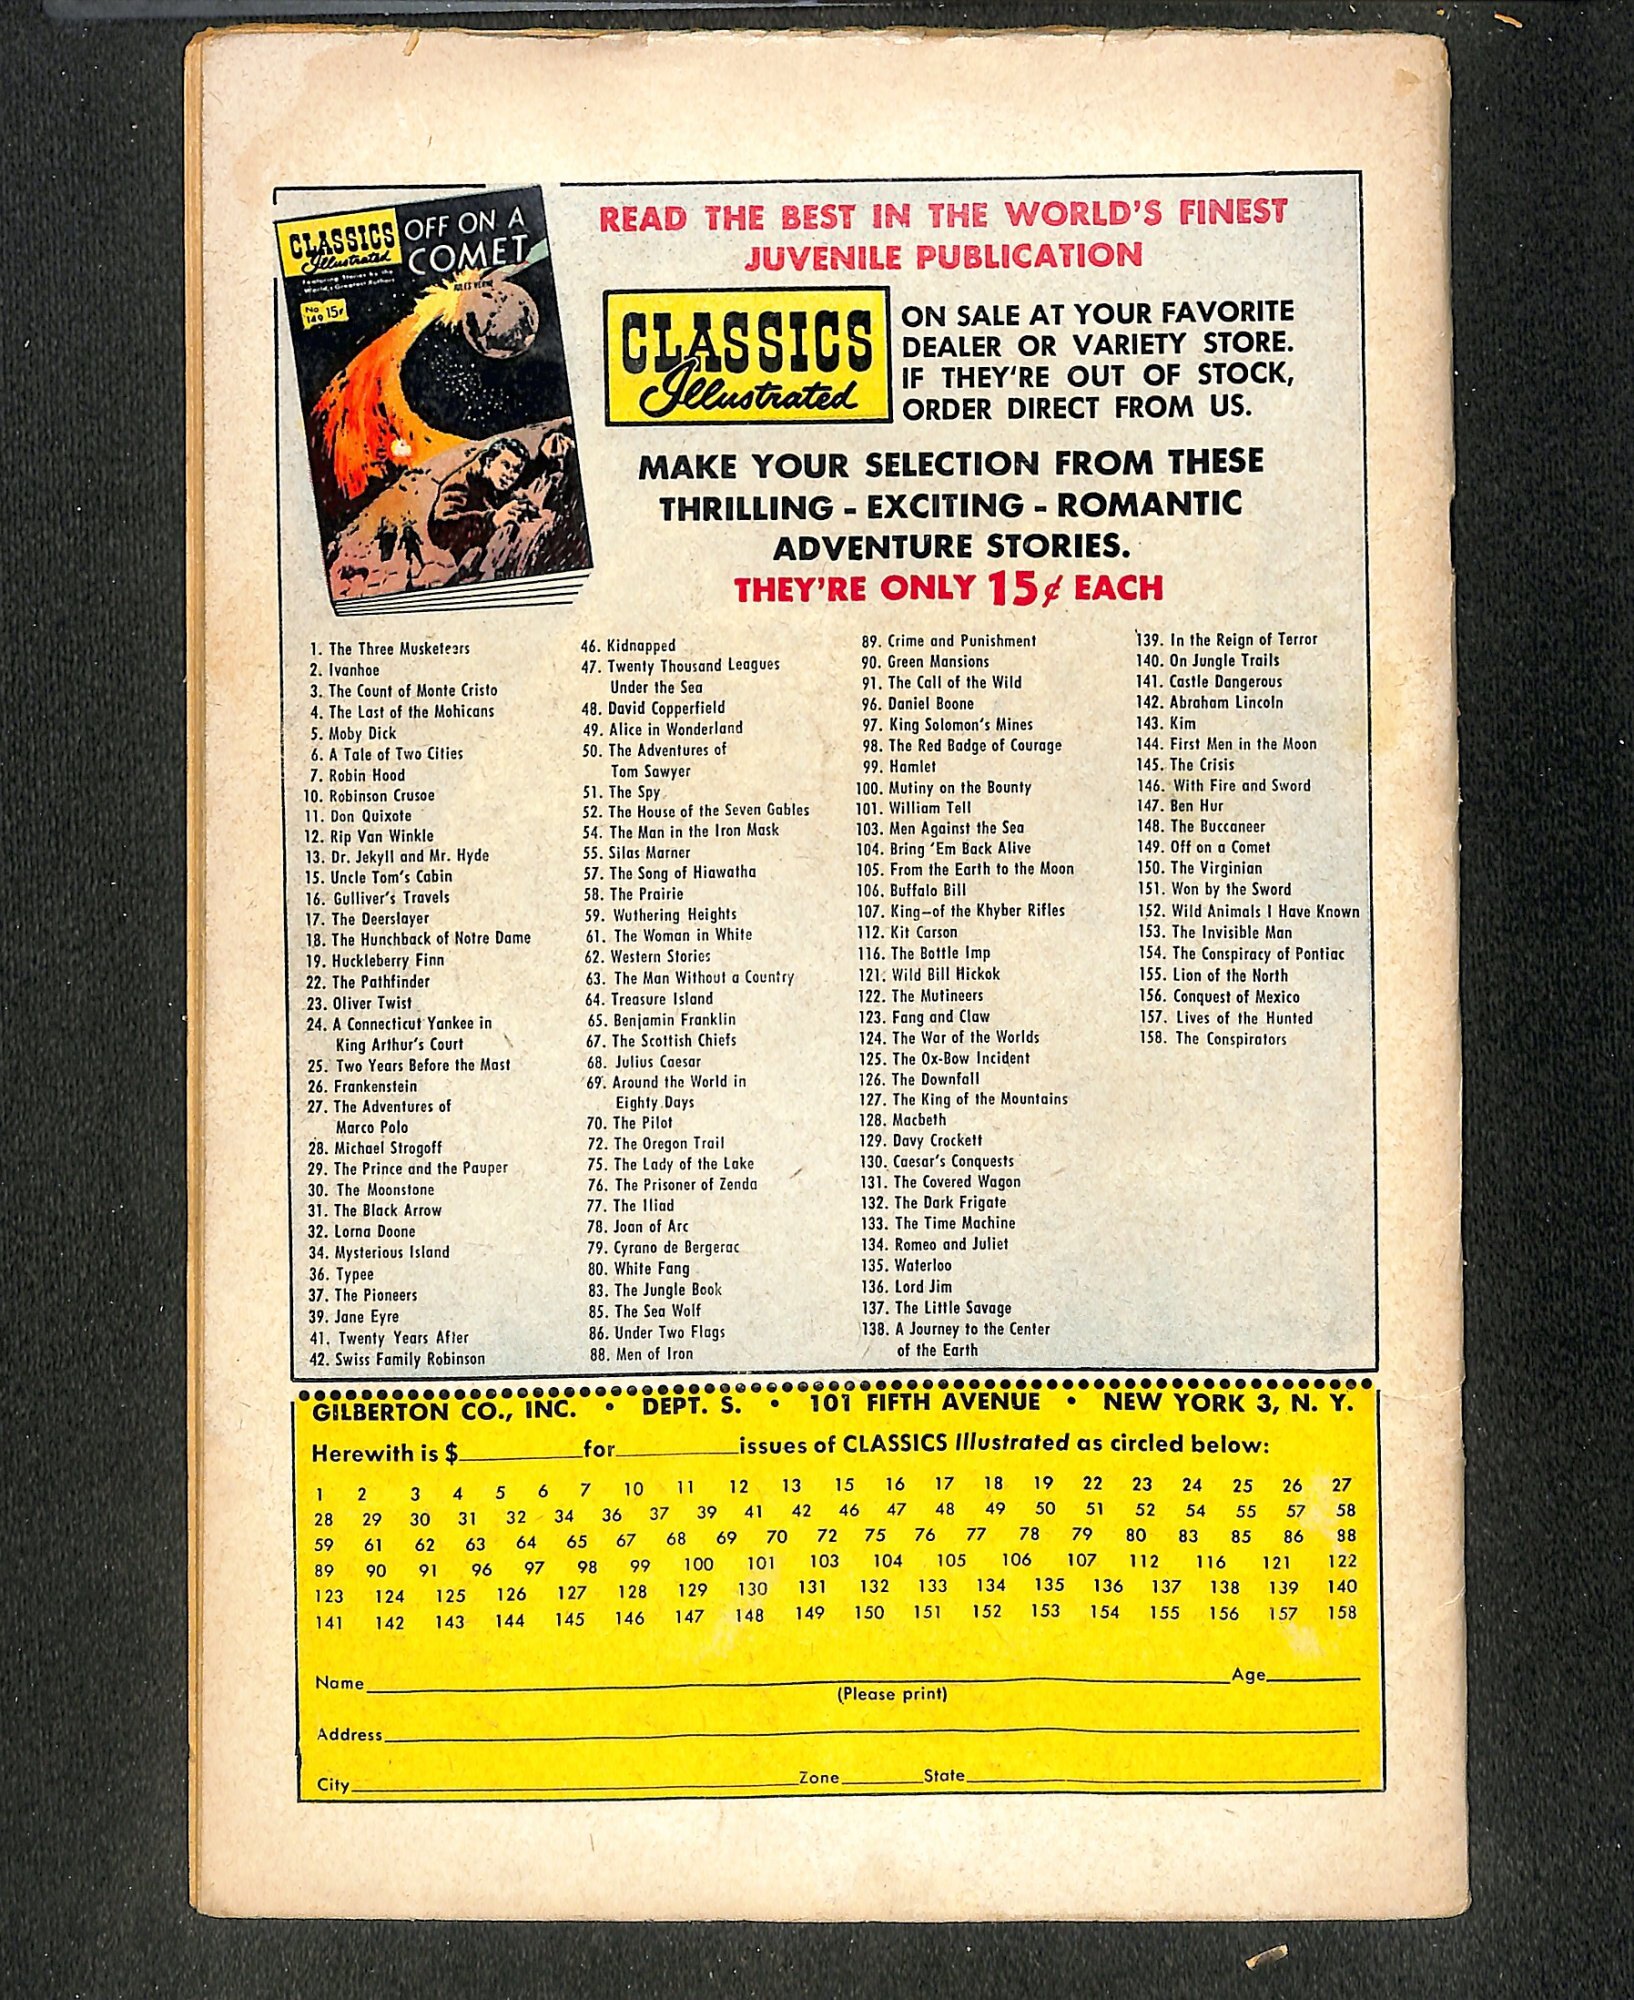 CLASSICS
Illustrated
Featuring Stories by the
World's Greatest Authors
No 149 15¢
OFF ON A
COMET
JULES VERNE
READ THE BEST IN THE WORLD'S FINEST
JUVENILE PUBLICATION
CLASSICS
Illustrated
ON SALE AT YOUR FAVORITE
DEALER OR VARIETY STORE.
IF THEY'RE OUT OF STOCK,
ORDER DIRECT FROM US.
MAKE YOUR SELECTION FROM THESE
THRILLING - EXCITING - ROMANTIC
ADVENTURE STORIES.
THEY'RE ONLY 15¢ EACH
1. The Three Musketeers
2. Ivanhoe
3. The Count of Monte Cristo
4. The Last of the Mohicans
5. Moby Dick
6. A Tale of Two Cities
7. Robin Hood
10. Robinson Crusoe
11. Don Quixote
12. Rip Van Winkle
13. Dr. Jekyll and Mr. Hyde
15. Uncle Tom's Cabin
16. Gulliver's Travels
17. The Deerslayer
18. The Hunchback of Notre Dame
19. Huckleberry Finn
22. The Pathfinder
23. Oliver Twist
24. A Connecticut Yankee in
King Arthur's Court
25. Two Years Before the Mast
26. Frankenstein
27. The Adventures of
Marco Polo
28. Michael Strogoff
29. The Prince and the Pauper
30. The Moonstone
31. The Black Arrow
32. Lorna Doone
34. Mysterious Island
36. Typee
37. The Pioneers
39. Jane Eyre
41. Twenty Years After
42. Swiss Family Robinson
46. Kidnapped
47. Twenty Thousand Leagues
Under the Sea
48. David Copperfield
49. Alice in Wonderland
50. The Adventures of
Tom Sawyer
51. The Spy
52. The House of the Seven Gables
54. The Man in the Iron Mask
55. Silas Marner
57. The Song of Hiawatha
58. The Prairie
59. Wuthering Heights
61. The Woman in White
62. Western Stories
63. The Man Without a Country
64. Treasure Island
65. Benjamin Franklin
67. The Scottish Chiefs
68. Julius Caesar
69. Around the World in
Eighty Days
70. The Pilot
72. The Oregon Trail
75. The Lady of the Lake
76. The Prisoner of Zenda
77. The Iliad
78. Joan of Arc
79. Cyrano de Bergerac
80. White Fang
83. The Jungle Book
85. The Sea Wolf
86. Under Two Flags
88. Men of Iron
89. Crime and Punishment
90. Green Mansions
91. The Call of the Wild
96. Daniel Boone
97. King Solomon's Mines
98. The Red Badge of Courage
99. Hamlet
100. Mutiny on the Bounty
101. William Tell
103. Men Against the Sea
104. Bring 'Em Back Alive
105. From the Earth to the Moon
106. Buffalo Bill
107. King—of the Khyber Rifles
112. Kit Carson
116. The Bottle Imp
121. Wild Bill Hickok
122. The Mutineers
123. Fang and Claw
124. The War of the Worlds
125. The Ox-Bow Incident
126. The Downfall
127. The King of the Mountains
128. Macbeth
129. Davy Crockett
130. Caesar's Conquests
131. The Covered Wagon
132. The Dark Frigate
133. The Time Machine
134. Romeo and Juliet
135. Waterloo
136. Lord Jim
137. The Little Savage
138. A Journey to the Center
of the Earth
139. In the Reign of Terror
140. On Jungle Trails
141. Castle Dangerous
142. Abraham Lincoln
143. Kim
144. First Men in the Moon
145. The Crisis
146. With Fire and Sword
147. Ben Hur
148. The Buccaneer
149. Off on a Comet
150. The Virginian
151. Won by the Sword
152. Wild Animals I Have Known
153. The Invisible Man
154. The Conspiracy of Pontiac
155. Lion of the North
156. Conquest of Mexico
157. Lives of the Hunted
158. The Conspirators
GILBERTON CO., INC. • DEPT. S. • 101 FIFTH AVENUE • NEW YORK 3, N. Y.
Herewith is $__________for__________issues of CLASSICS Illustrated as circled below:
1 2 3 4 5 6 7 10 11 12 13 15 16 17 18 19 22 23 24 25 26 27
28 29 30 31 32 34 36 37 39 41 42 46 47 48 49 50 51 52 54 55 57 58
59 61 62 63 64 65 67 68 69 70 72 75 76 77 78 79 80 83 85 86 88
89 90 91 96 97 98 99 100 101 103 104 105 106 107 112 116 121 122
123 124 125 126 127 128 129 130 131 132 133 134 135 136 137 138 139 140
141 142 143 144 145 146 147 148 149 150 151 152 153 154 155 156 157 158
Name__________Age__________
(Please print)
Address__________
City__________Zone__________State__________